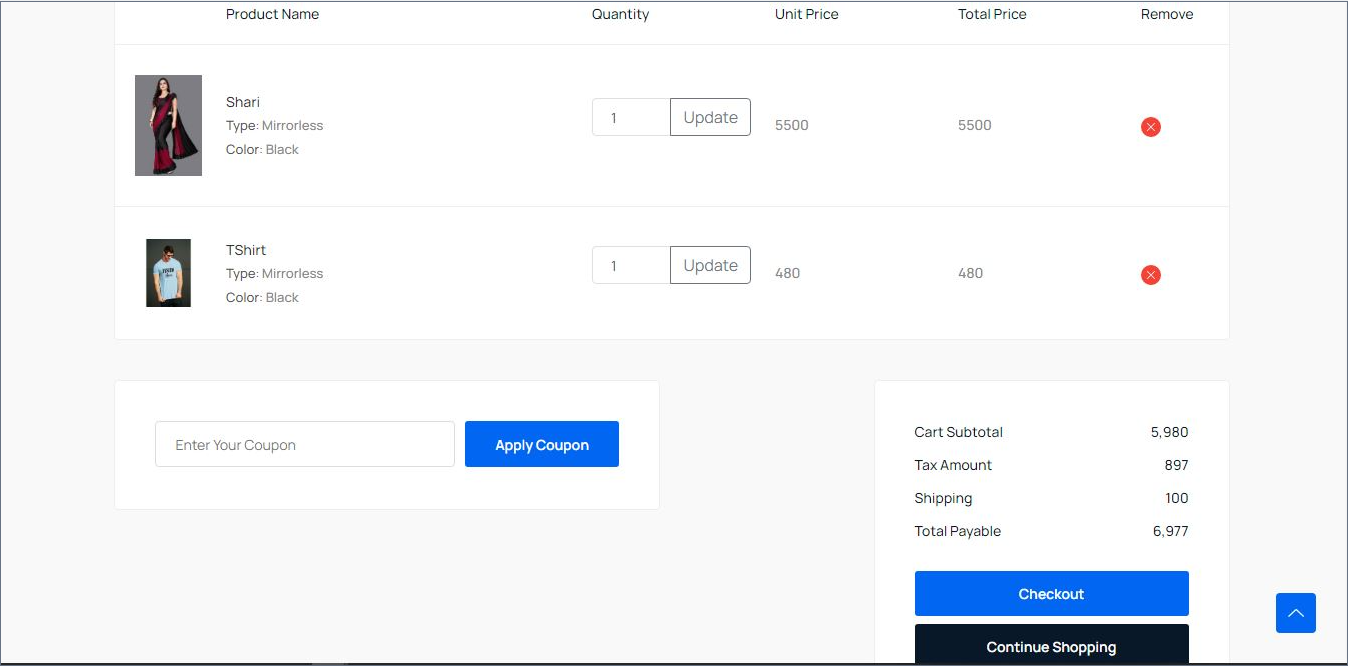 Product Name Quantity Unit Price Total Price Remove
Shari
Type: Mirrorless
Color: Black
1 Update 5500 5500
TShirt
Type: Mirrorless
Color: Black
1 Update 480 480
Enter Your Coupon Apply Coupon
Cart Subtotal 5,980
Tax Amount 897
Shipping 100
Total Payable 6,977
Checkout
Continue Shopping